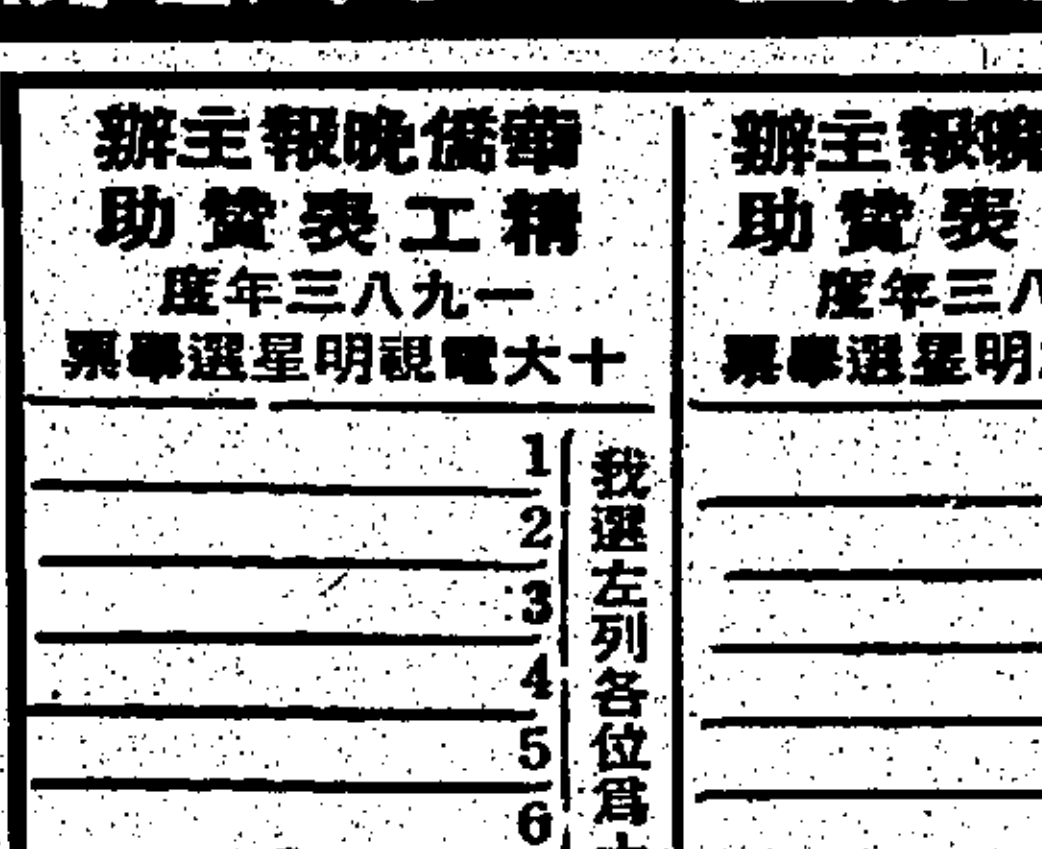 華僑晚報主辦
精工表贊助
一九八三年度
十大電視明星選舉票
我選左列各位爲
1
2
3
4
5
6
報晚主辦
表贊助
八三年度
明星選舉票